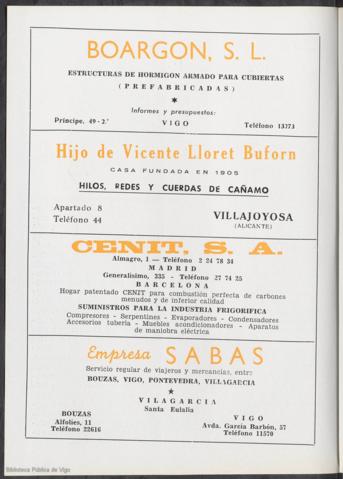 BOARGON, S. L.
ESTRUCTURAS DE HORMIGON ARMADO PARA CUBIERTAS
(PREFABRICADAS)
Informes y presupuestos:
Príncipe, 49 - 2.° VIGO Teléfono 13773
Hijo de Vicente Lloret Buforn
CASA FUNDADA EN 1905
HILOS, REDES Y CUERDAS DE CAÑAMO
Apartado 8
Teléfono 44
VILLAJOYOSA
(ALICANTE)
CENIT, S. A.
Almagro, 1 — Teléfono 2 24 78 34
MADRID
Generalísimo, 335 - Teléfono 27 74 25
BARCELONA
Hogar patentado CENIT para combustión perfecta de carbones
menudos y de inferior calidad
SUMINISTROS PARA LA INDUSTRIA FRIGORIFICA
Compresores - Serpentines - Evaporadores - Condensadores
Accesorios tubería - Muebles acondicionadores - Aparatos
de maniobra eléctrica
Empresa SABAS
Servicio regular de viajeros y mercancías, entre
BOUZAS, VIGO, PONTEVEDRA, VILLAGARCIA
VILAGARCIA
Santa Eulalia
BOUZAS
Alfolíes, 11
Teléfono 22616
VIGO
Avda. García Barbón, 57
Teléfono 11570
Biblioteca Pública de Vigo